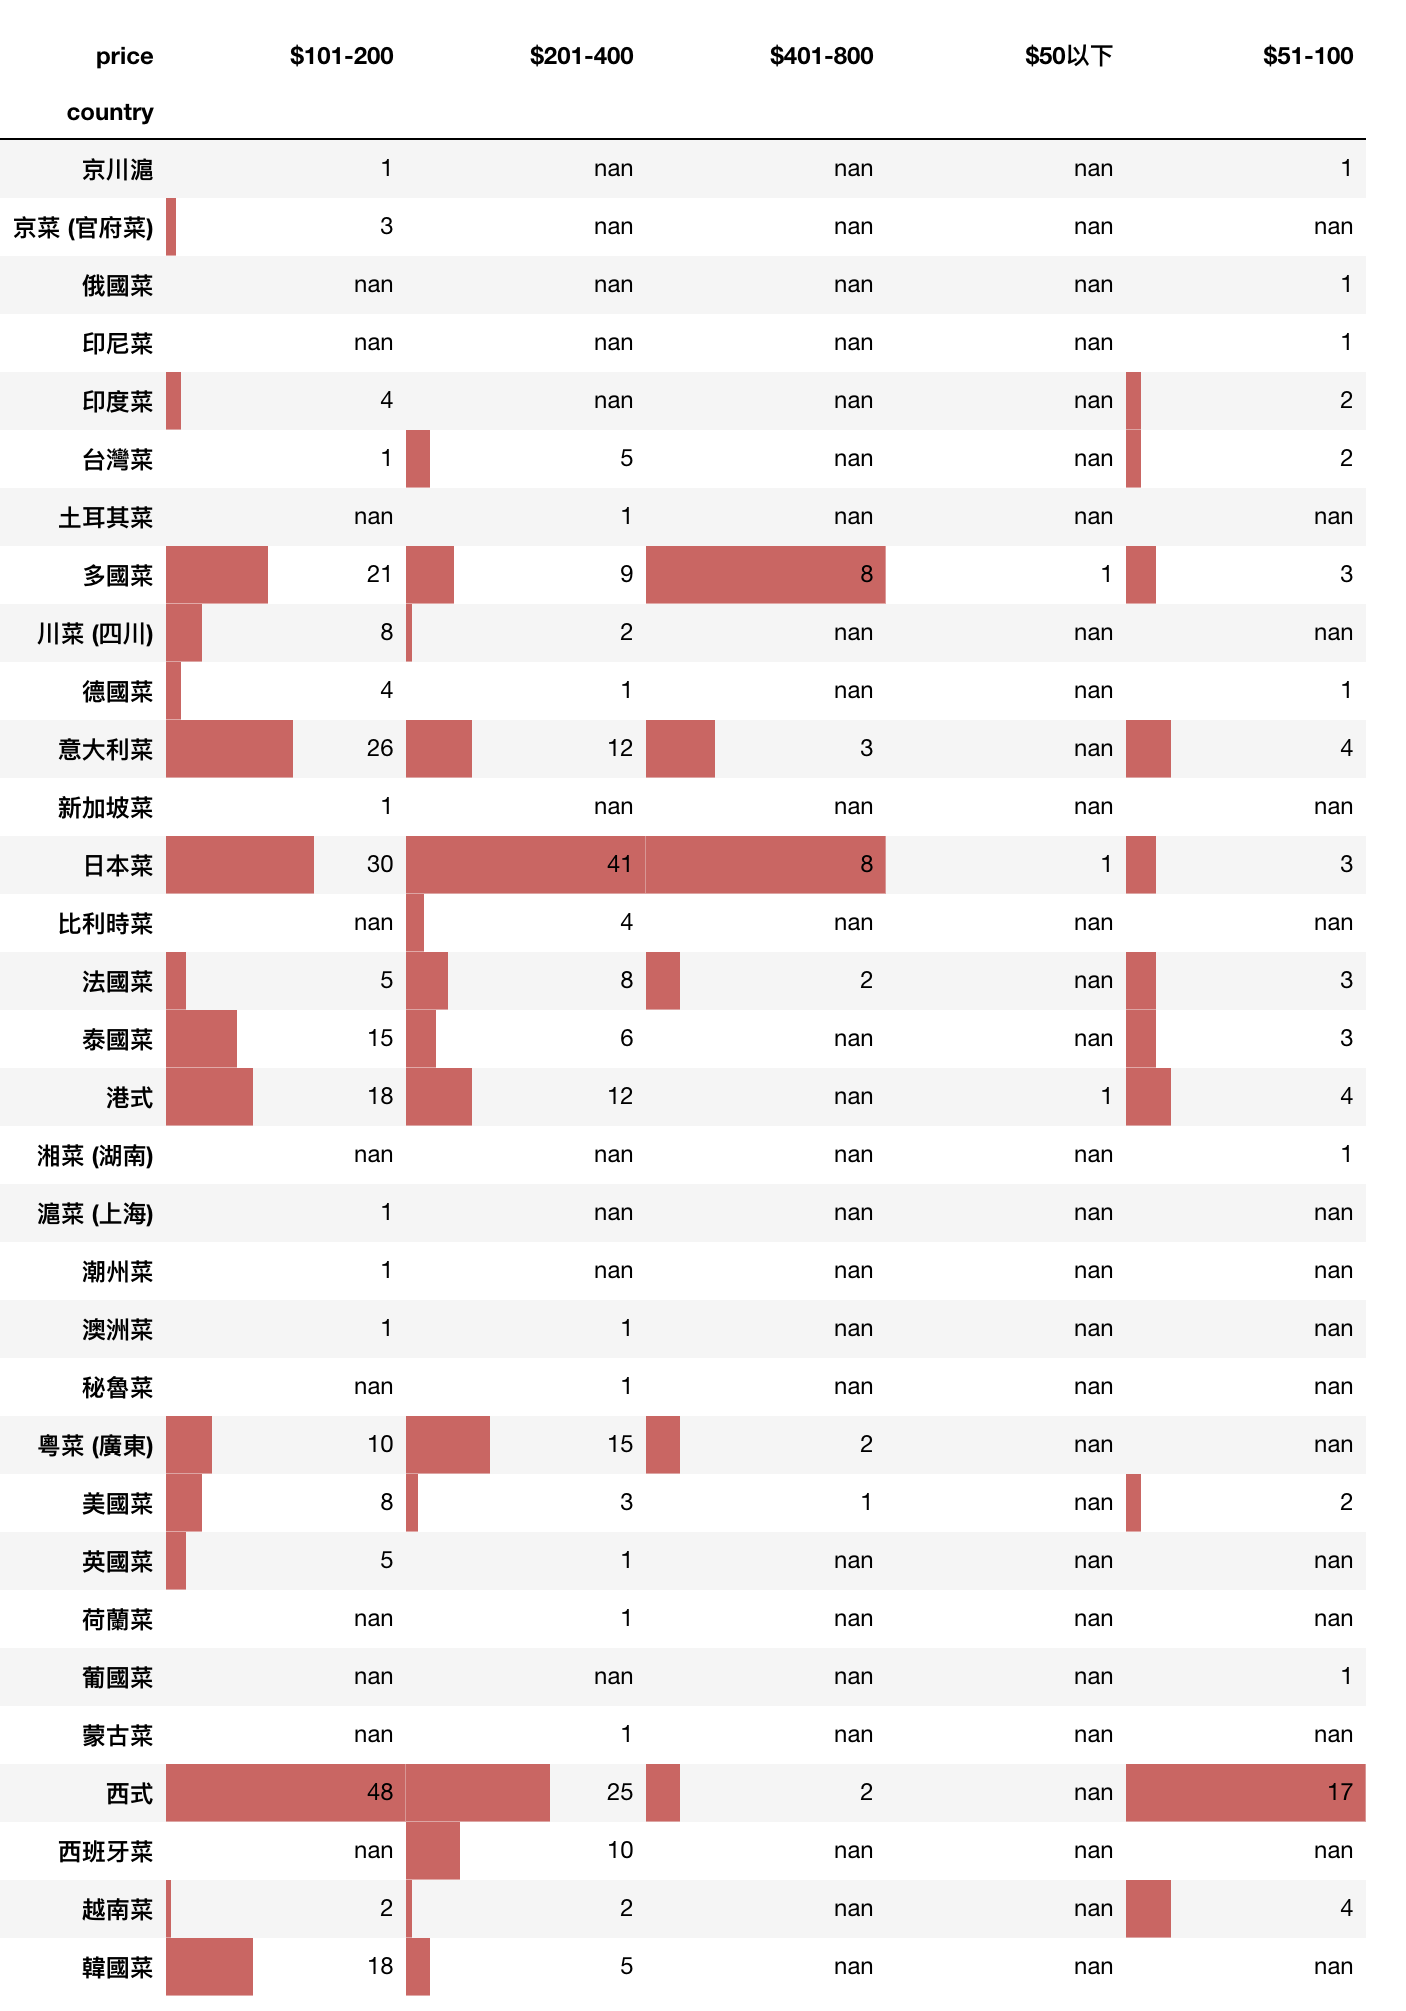 price $101-200 $201-400 $401-800 $50以下 $51-100
country
京川滬 1 nan nan nan 1
京菜 (官府菜) 3 nan nan nan nan
俄國菜 nan nan nan nan 1
印尼菜 nan nan nan nan 1
印度菜 4 nan nan nan 2
台灣菜 1 5 nan nan 2
土耳其菜 nan 1 nan nan nan
多國菜 21 9 8 1 3
川菜 (四川) 8 2 nan nan nan
德國菜 4 1 nan nan 1
意大利菜 26 12 3 nan 4
新加坡菜 1 nan nan nan nan
日本菜 30 41 8 1 3
比利時菜 nan 4 nan nan nan
法國菜 5 8 2 nan 3
泰國菜 15 6 nan nan 3
港式 18 12 nan 1 4
湘菜 (湖南) nan nan nan nan 1
滬菜 (上海) 1 nan nan nan nan
潮州菜 1 nan nan nan nan
澳洲菜 1 1 nan nan nan
秘魯菜 nan 1 nan nan nan
粵菜 (廣東) 10 15 2 nan nan
美國菜 8 3 1 nan 2
英國菜 5 1 nan nan nan
荷蘭菜 nan 1 nan nan nan
葡國菜 nan nan nan nan 1
蒙古菜 nan 1 nan nan nan
西式 48 25 2 nan 17
西班牙菜 nan 10 nan nan nan
越南菜 2 2 nan nan 4
韓國菜 18 5 nan nan nan